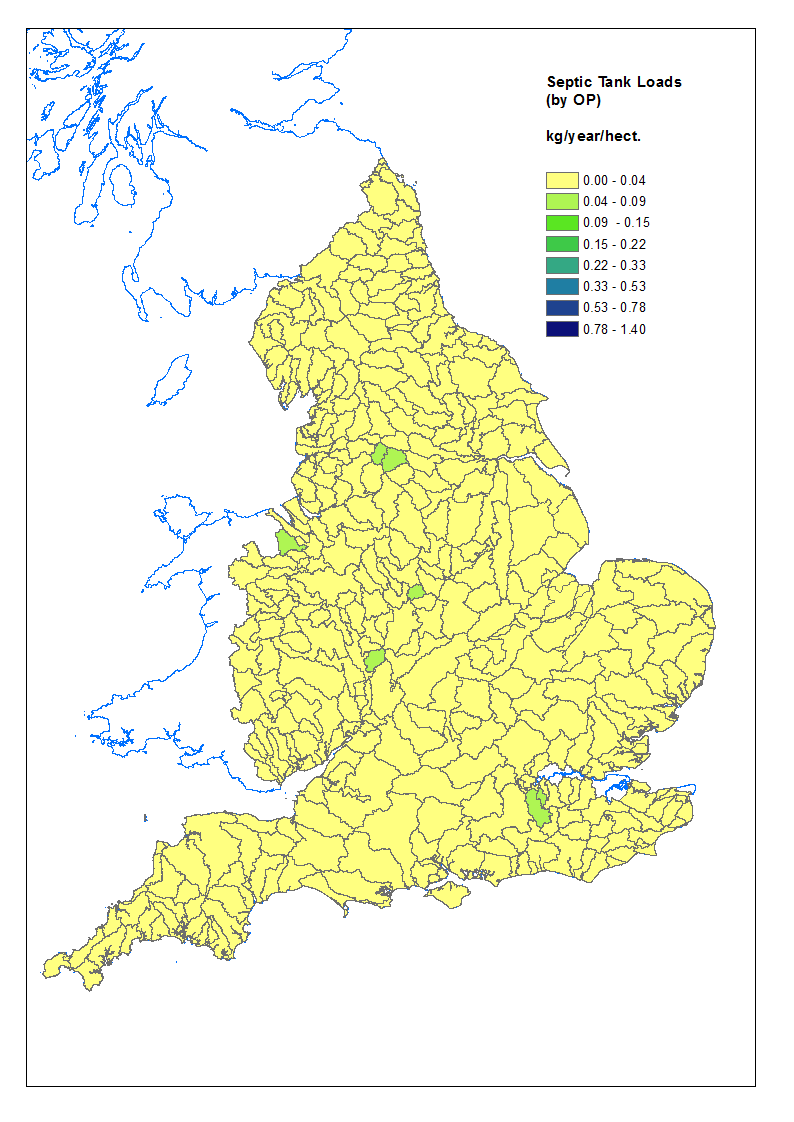 Septic Tank Loads
(by OP)
kg/year/hect.
0.00 - 0.04
0.04 - 0.09
0.09 - 0.15
0.15 - 0.22
0.22 - 0.33
0.33 - 0.53
0.53 - 0.78
0.78 - 1.40